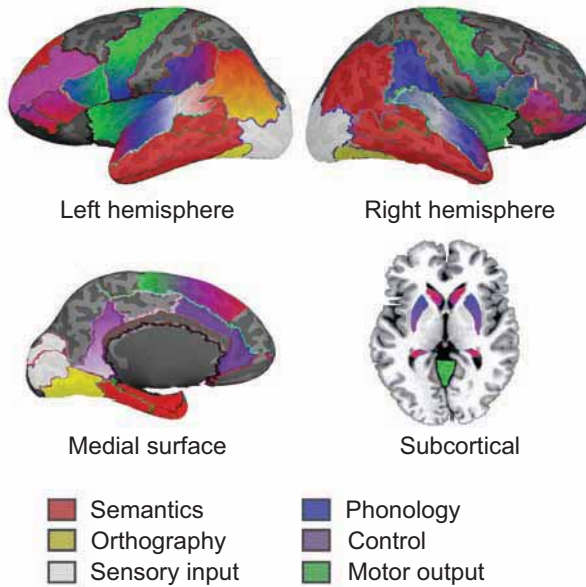 Left hemisphere
Right hemisphere
Medial surface
Subcortical
Semantics
Phonology
Orthography
Control
Sensory input
Motor output